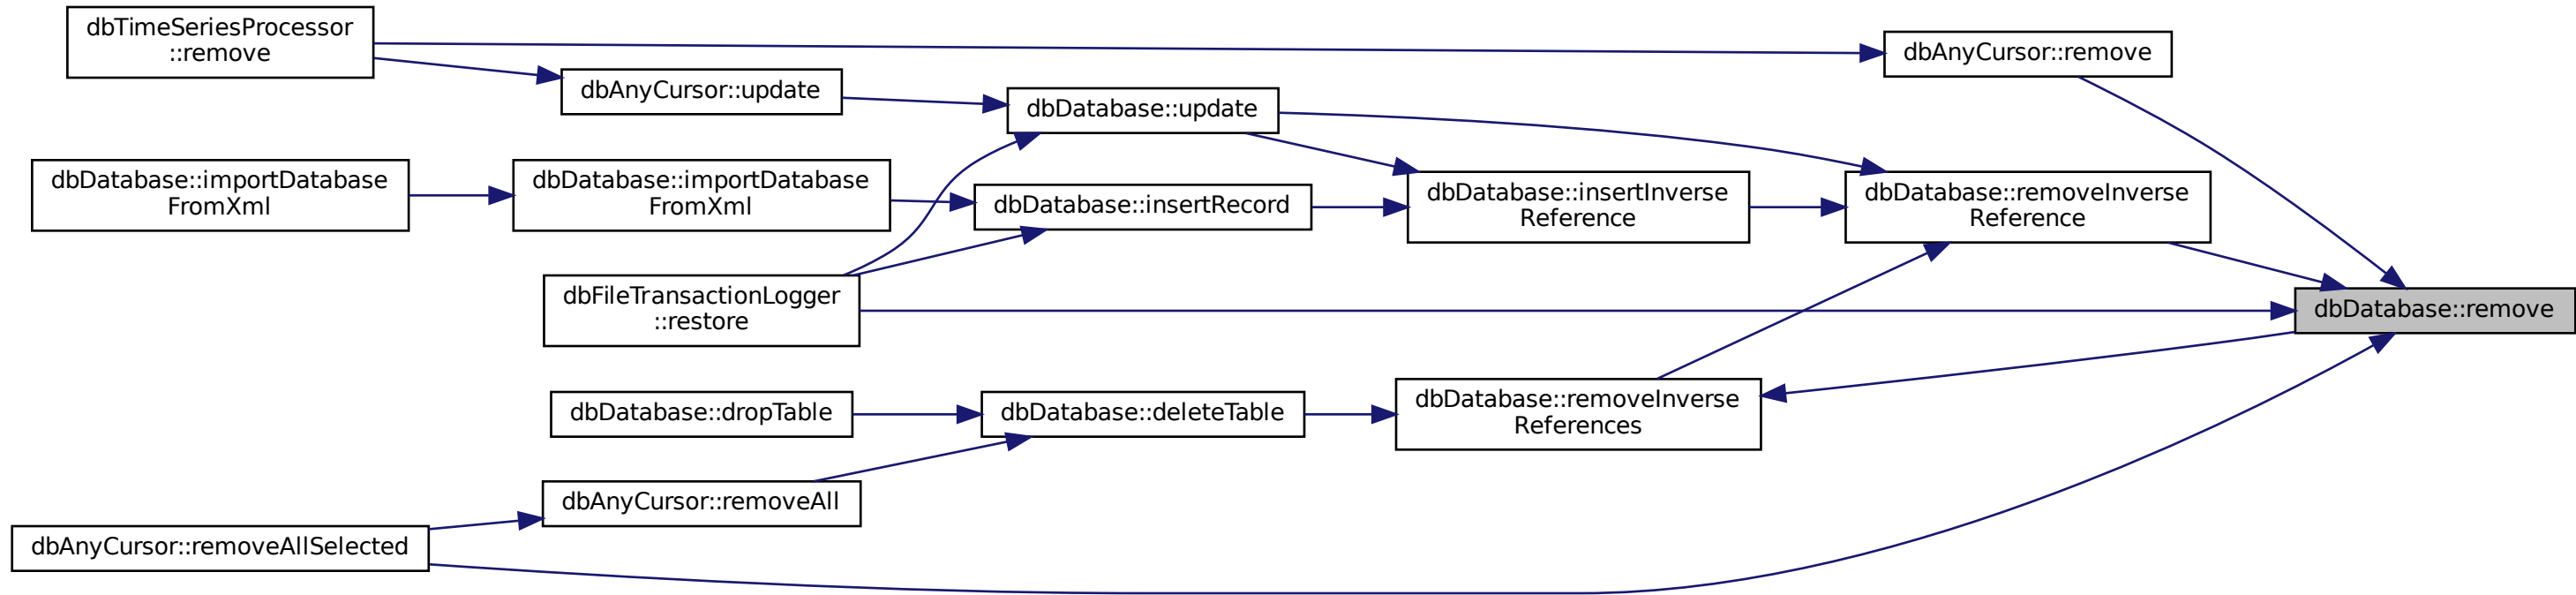 dbTimeSeriesProcessor
::remove
dbAnyCursor::remove
dbAnyCursor::update
dbDatabase::update
dbDatabase::importDatabase
FromXml
dbDatabase::importDatabase
FromXml
dbDatabase::insertRecord
dbDatabase::insertInverse
Reference
dbDatabase::removeInverse
Reference
dbFileTransactionLogger
::restore
dbDatabase::remove
dbDatabase::dropTable
dbDatabase::deleteTable
dbDatabase::removeInverse
References
dbAnyCursor::removeAll
dbAnyCursor::removeAllSelected